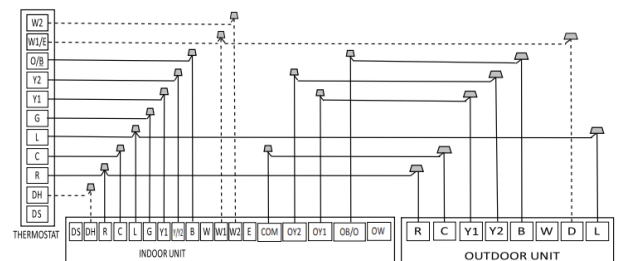 W2
W1/E
O/B
Y2
Y1
G
L
C
R
DH
DS
THERMOSTAT
DS DH R C L G Y1 Y/Y2 B W W1 W2 E COM OY2 OY1 OB/O OW
INDOOR UNIT
R C Y1 Y2 B W D L
OUTDOOR UNIT